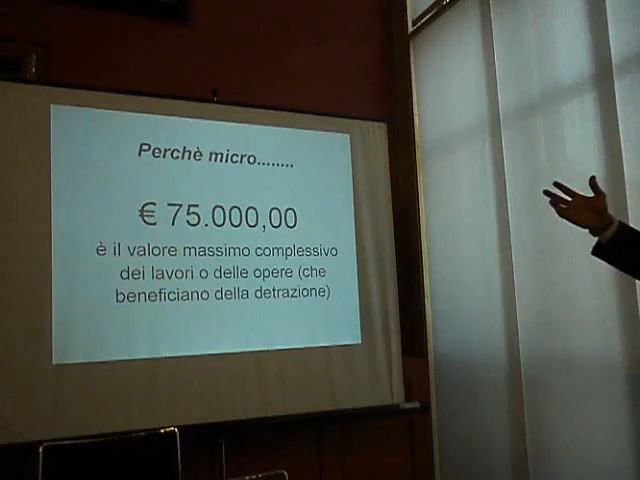 Perchè micro........
€ 75.000,00
è il valore massimo complessivo
dei lavori o delle opere (che
beneficiano della detrazione)